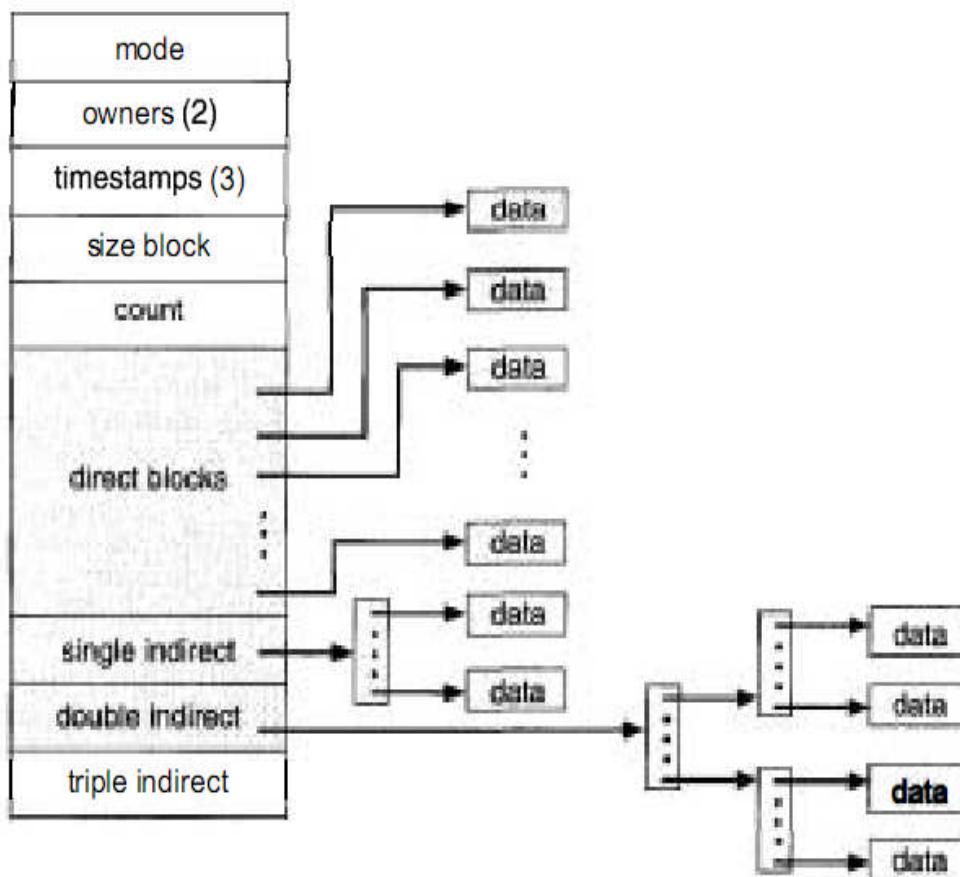 mode
owners (2)
timestamps (3)
size block
count
direct blocks
single indirect
double indirect
triple indirect
data
data
data
data
data
data
data
data
data
data